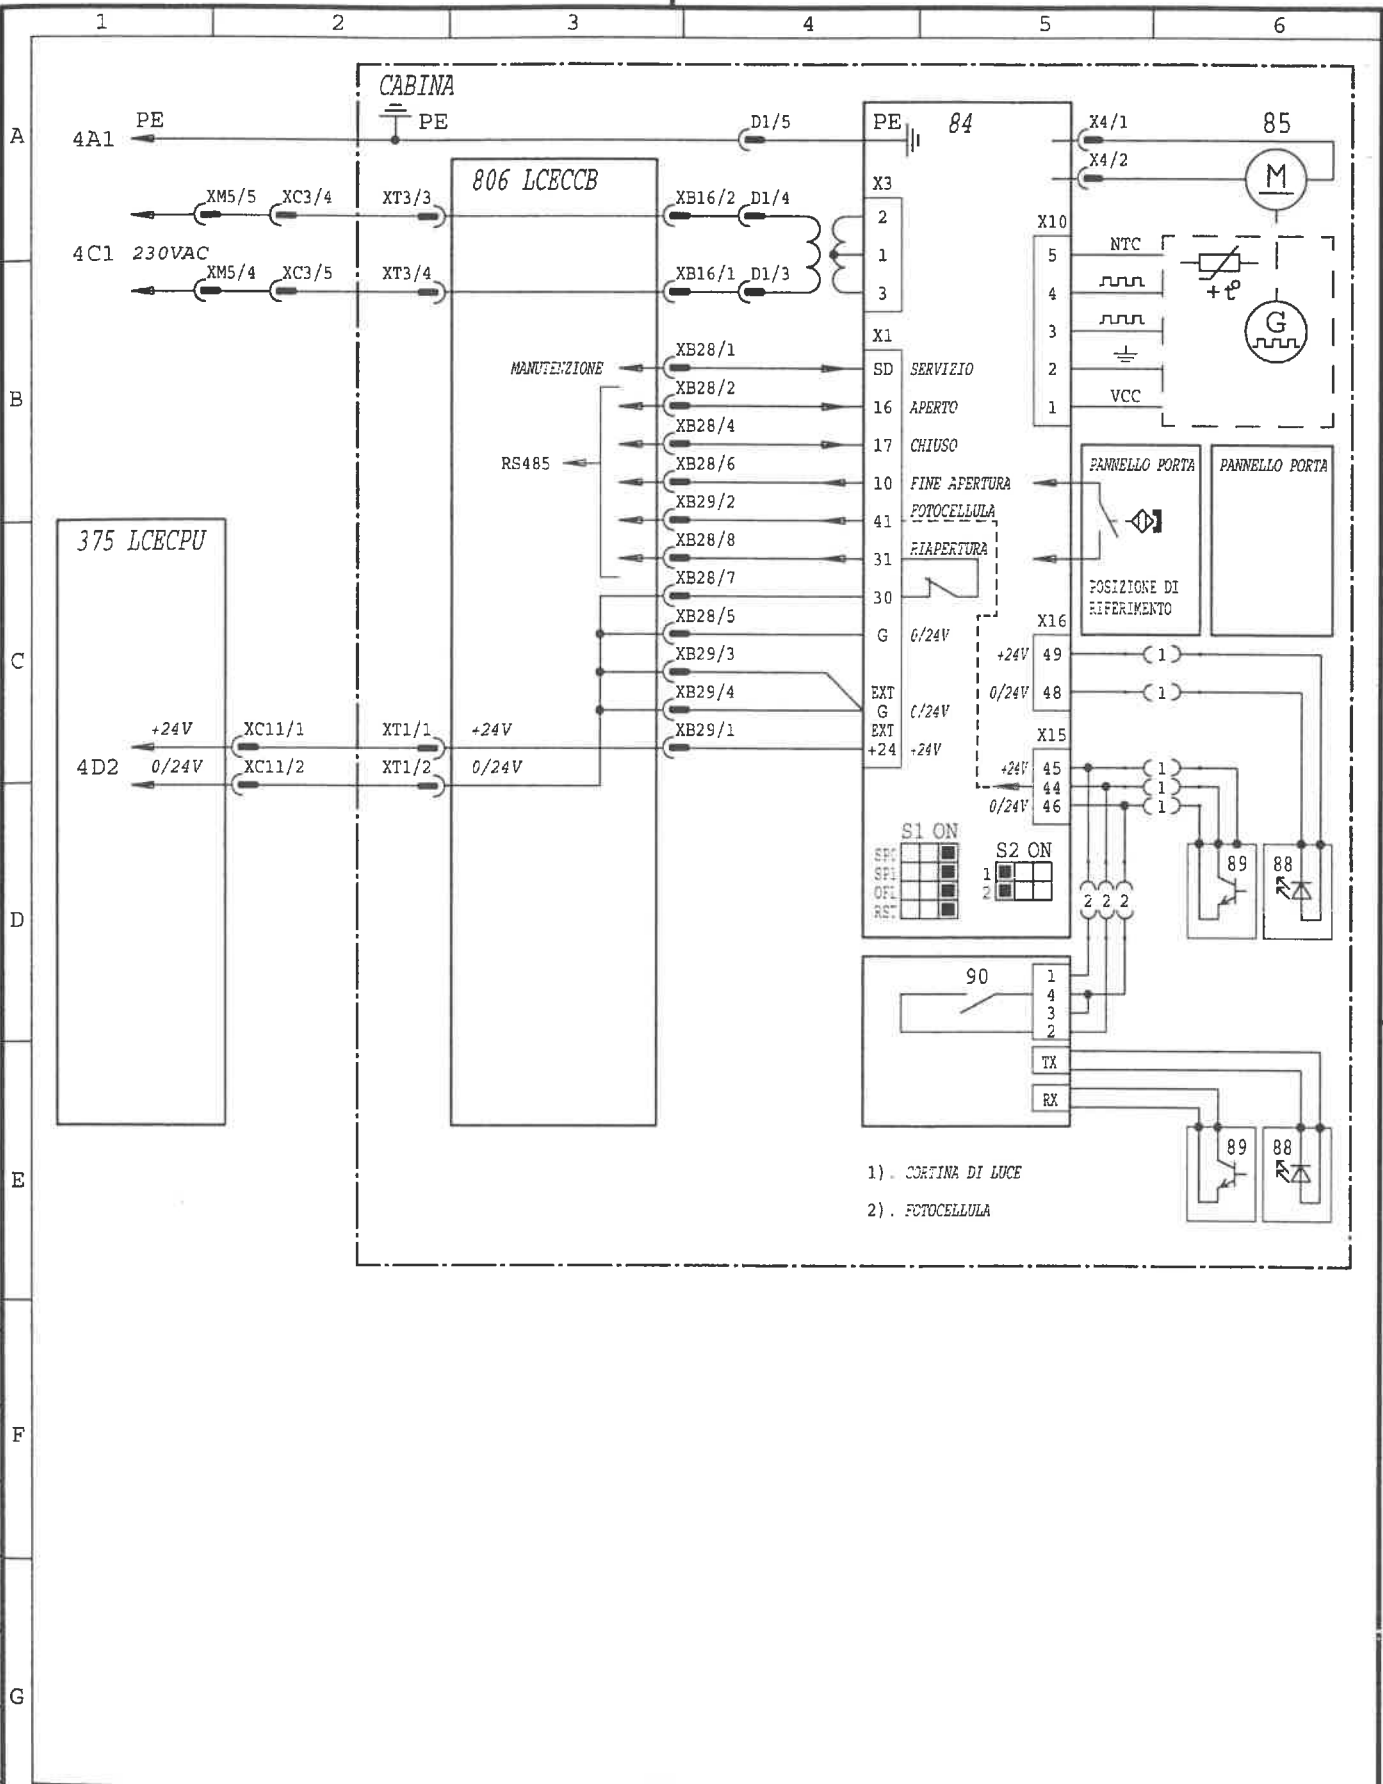 1 2 3 4 5 6
CABINA
A
4A1
PE
PE
D1/5
PE
84
X4/1
85
X4/2
M
806 LCECCB
X3
XM5/5 XC3/4 XT3/3 XB16/2 D1/4
2
X10
4C1 230VAC
1
5 NTC
XM5/4 XC3/5 XT3/4 XB16/1 D1/3
3
4
+t°
G
X1
3
XB28/1
MANUTENZIONE
SD SERVIZIO
2
XB28/2
B
16 APERTO
1 VCC
XB28/4
17 CHIUSO
RS485
XB28/6
PANNELLO PORTA PANNELLO PORTA
10 FINE APERTURA
XB29/2
41 FOTOCELLULA
375 LCECPU
XB28/8
31 RIAPERTURA
XB28/7
30
POSIZIONE DI
RIFERIMENTO
XB28/5
X16
G 0/24V
C
XB29/3
+24V 49 1
XB29/4
EXT
0/24V 48 1
G 0/24V
+24V XC11/1 XT1/1 +24V XB29/1
EXT
X15
+24 +24V
4D2 0/24V XC11/2 XT1/2 0/24V
+24V 45 1
44 1
0/24V 46 1
S1 ON
S2 ON
89 88
SP1
1
OFL
2
RST
2 2 2
D
90
1
4
3
2
TX
RX
89 88
1). CORTINA DI LUCE
E
2). FOTOCELLULA
F
G